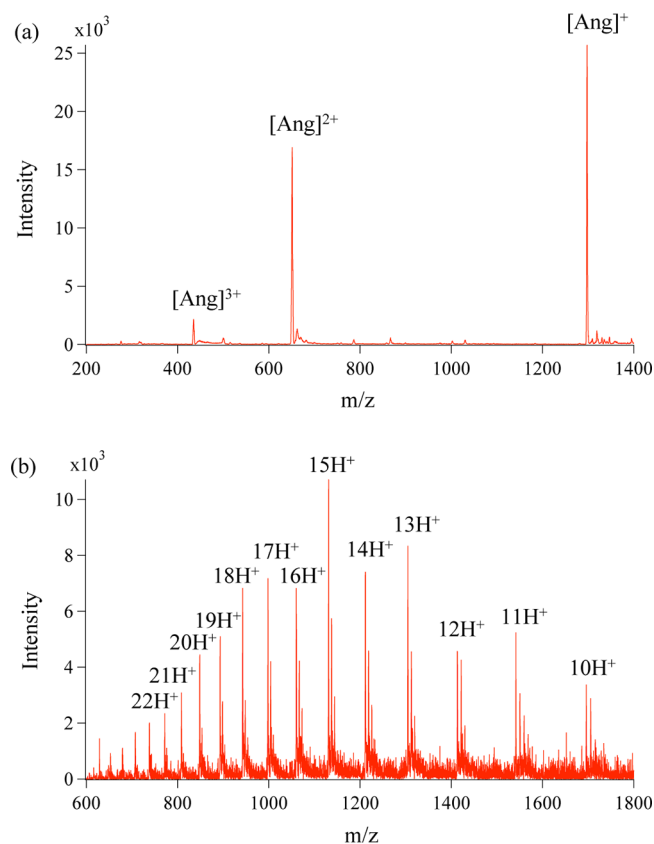 (a)
x10³
[Ang]⁺
25
20
15
10
5
0
Intensity
[Ang]²⁺
[Ang]³⁺
200
400
600
800
1000
1200
1400
m/z
(b)
x10³
15H⁺
10
8
6
4
2
0
Intensity
22H⁺
21H⁺
20H⁺
19H⁺
18H⁺
17H⁺
16H⁺
14H⁺
13H⁺
12H⁺
11H⁺
10H⁺
600
800
1000
1200
1400
1600
1800
m/z